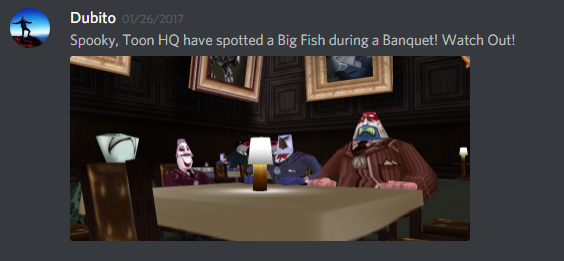 Dubito 01/26/2017
Spooky, Toon HQ have spotted a Big Fish during a Banquet! Watch Out!